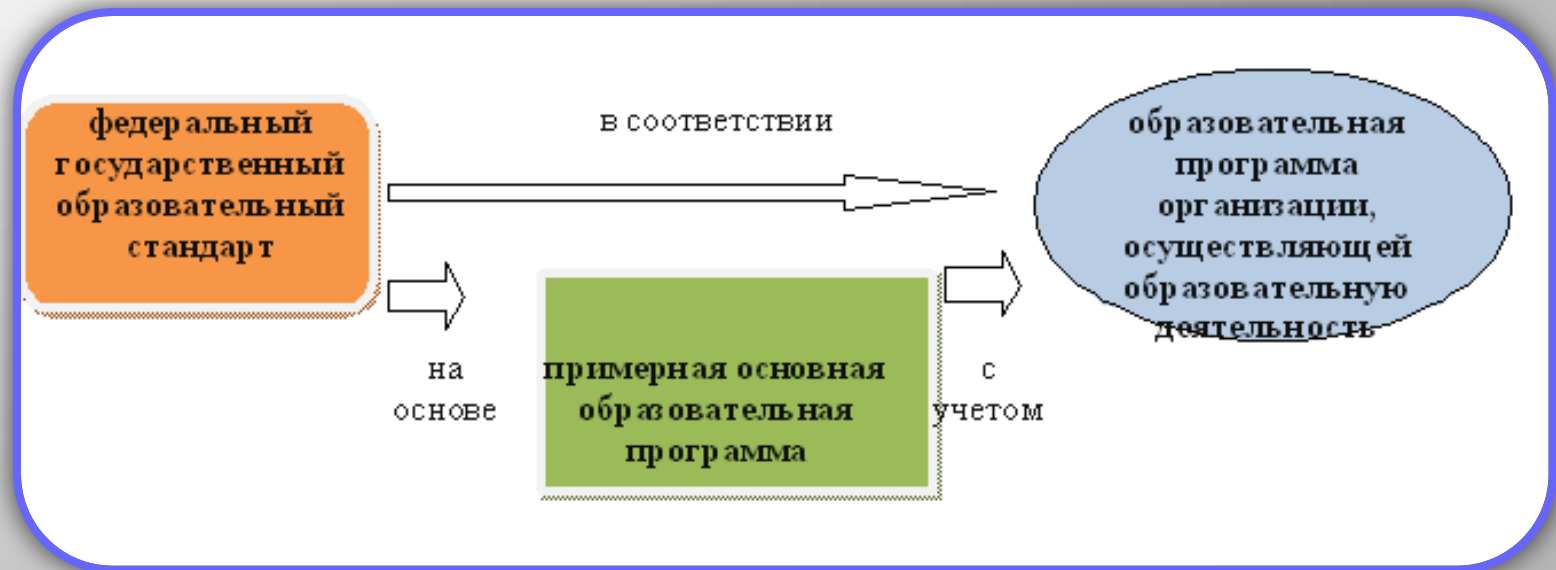 федеральный
государственный
образовательный
стандарт
в соответствии
образовательная
программа
организации,
осуществляющей
образовательную
деятельность
на
основе
примерная основная
образовательная
программа
с
учетом